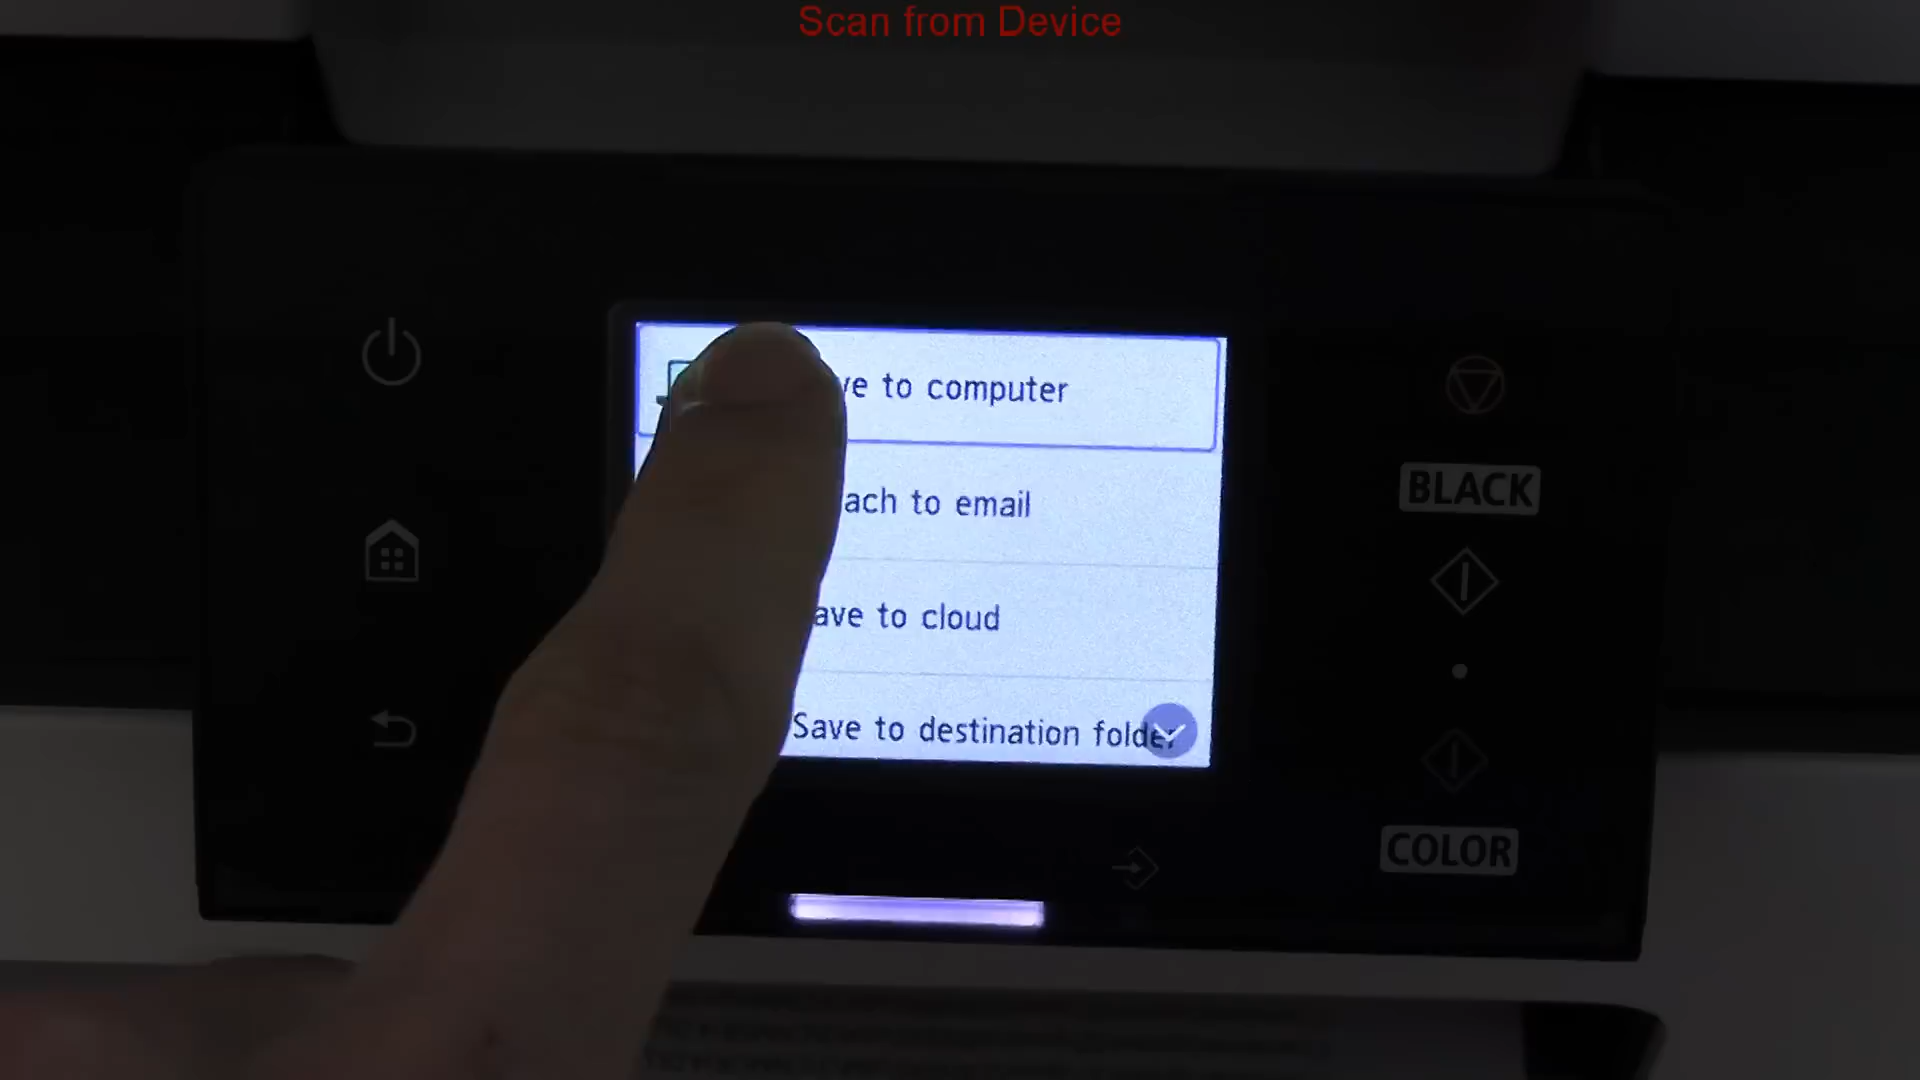 Scan from Device
ve to computer
ach to email
ave to cloud
Save to destination folder
BLACK
COLOR